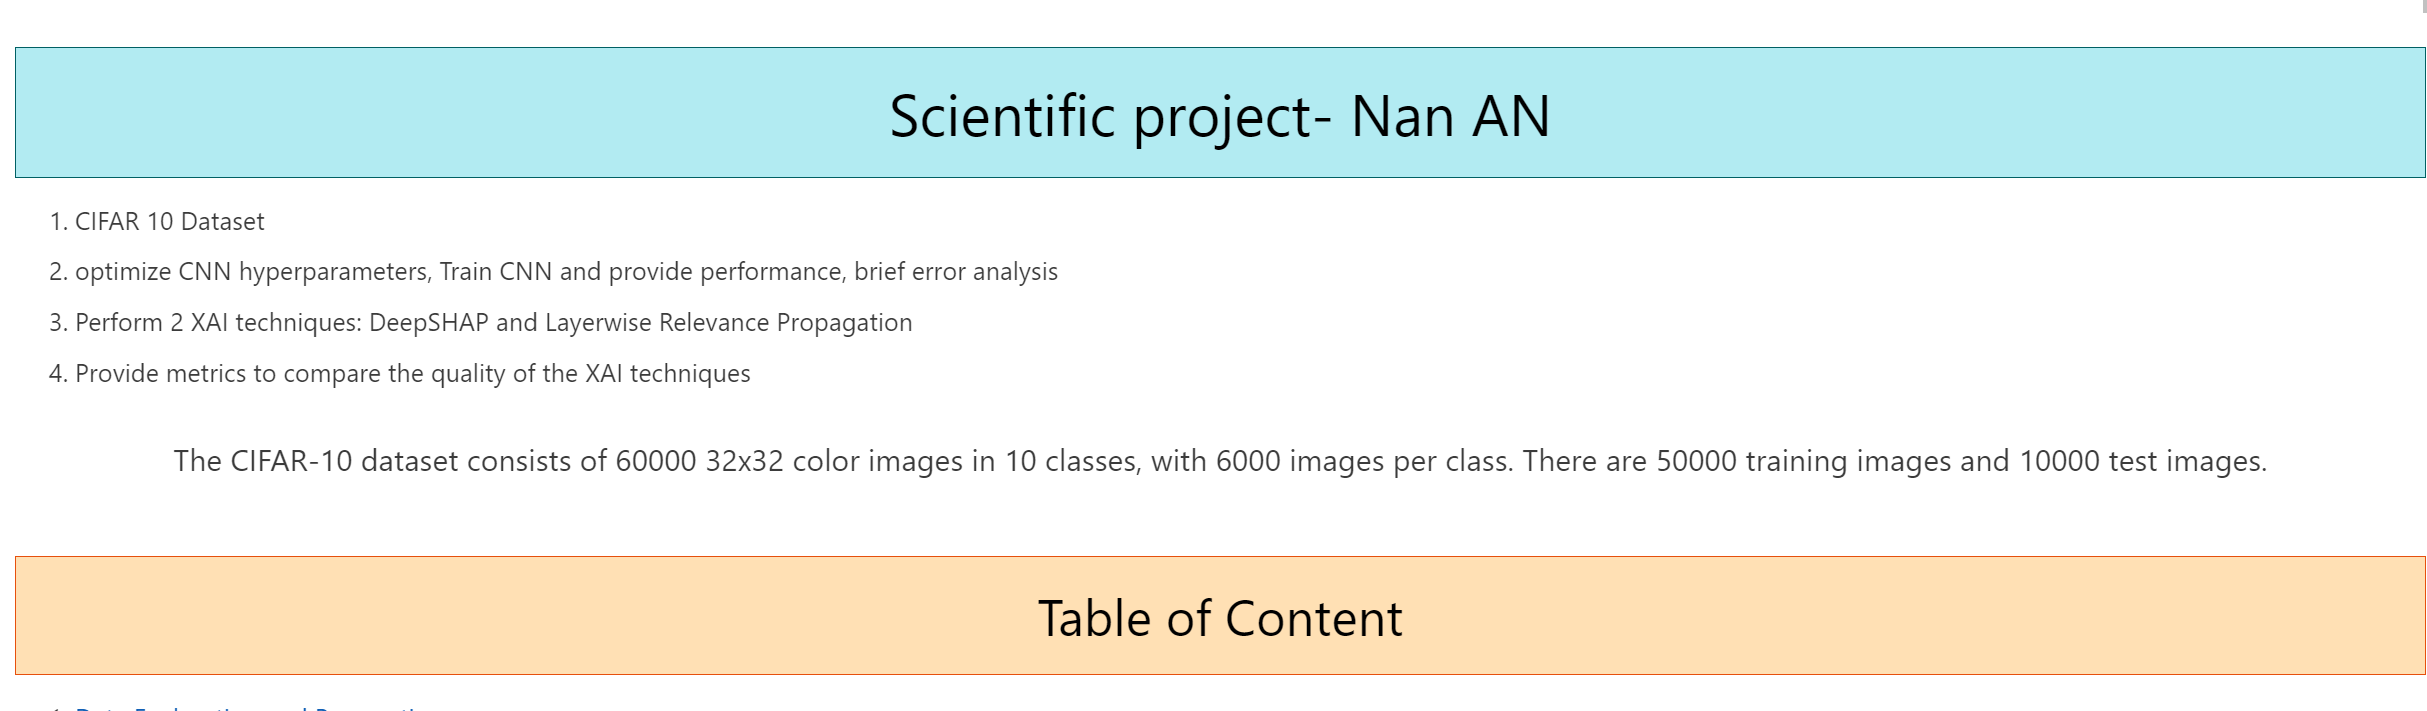 Scientific project- Nan AN
1. CIFAR 10 Dataset
2. optimize CNN hyperparameters, Train CNN and provide performance, brief error analysis
3. Perform 2 XAI techniques: DeepSHAP and Layerwise Relevance Propagation
4. Provide metrics to compare the quality of the XAI techniques
The CIFAR-10 dataset consists of 60000 32x32 color images in 10 classes, with 6000 images per class. There are 50000 training images and 10000 test images.
Table of Content